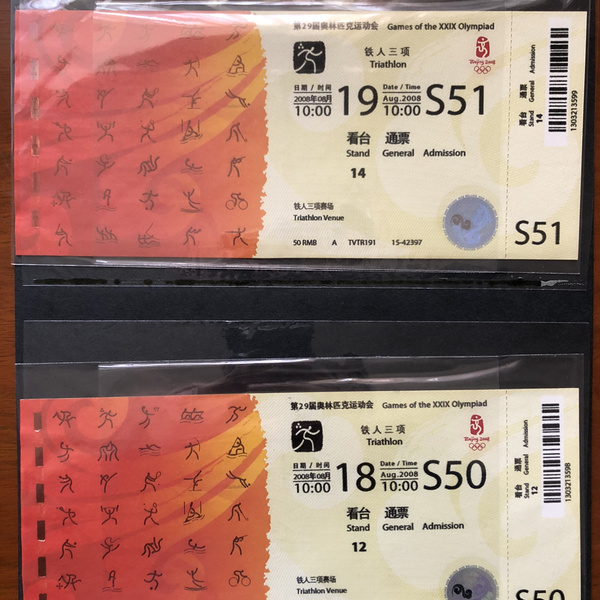 第29届奥林匹克运动会 Games of the XXIX Olympiad
铁人三项
Triathlon
Beijing 2008
日期 / 时间 Date / Time
2008年08月 19 Aug.2008 S51
10:00 10:00
看台 通票
Stand General Admission
14
铁人三项赛场
Triathlon Venue
50 RMB A TVTR191 15-42397
S51
看台 通票
Stand General Admission
14
1303213599
第29届奥林匹克运动会 Games of the XXIX Olympiad
铁人三项
Triathlon
Beijing 2008
日期 / 时间 Date / Time
2008年08月 18 Aug.2008 S50
10:00 10:00
看台 通票
Stand General Admission
12
铁人三项赛场
Triathlon Venue
S50
看台 通票
Stand General Admission
12
1303213598